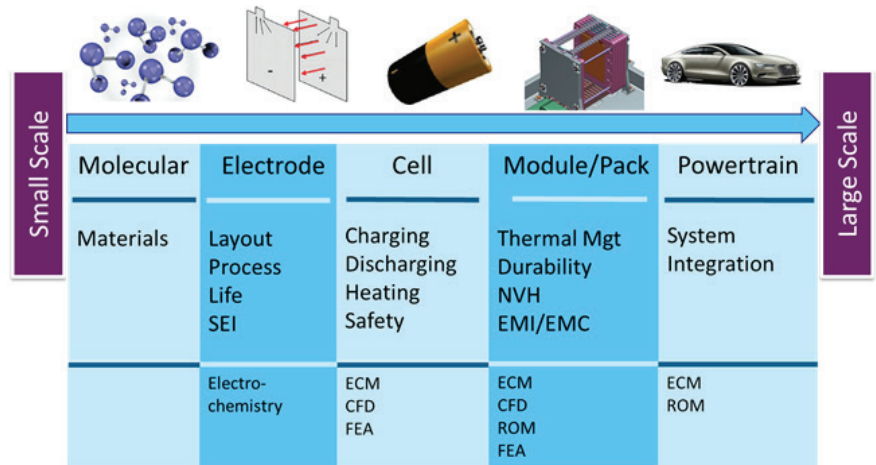 Small Scale
Large Scale
Molecular
Electrode
Cell
Module/Pack
Powertrain
Materials
Layout
Process
Life
SEI
Charging
Discharging
Heating
Safety
Thermal Mgt
Durability
NVH
EMI/EMC
System
Integration
Electro-
chemistry
ECM
CFD
FEA
ECM
CFD
ROM
FEA
ECM
ROM